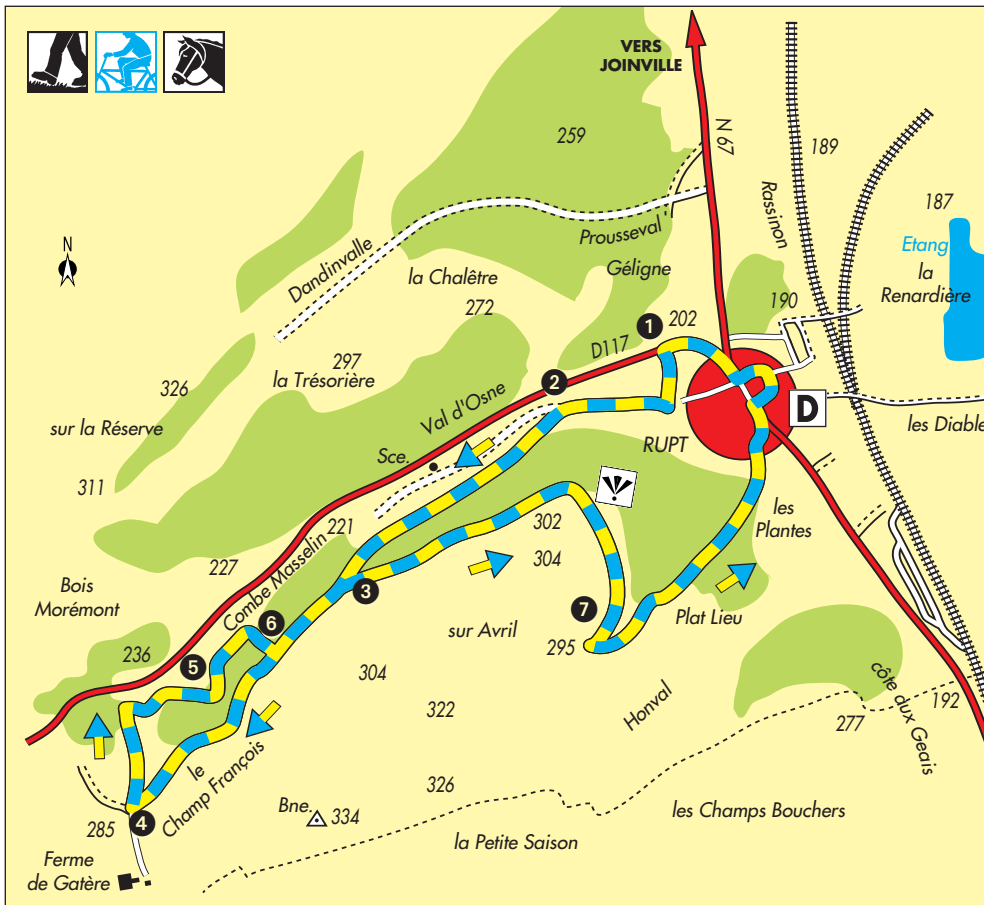 VERS
JOINVILLE
N 67
259
189
Rassinon
187
Etang
la
Renardière
N
Dandinvalle
Prousseval
Géligne
la Chalêtre
272
190
1
202
D117
297
la Trésorière
2
326
sur la Réserve
Val d'Osne
D
les Diable
Sce.
RUPT
311
221
302
les
Plantes
227
Combe Masselin
304
Bois
Morémont
3
6
7
Plat Lieu
sur Avril
295
236
5
304
322
Honval
côte dux Geais
192
277
le
Champ François
326
Bne.
334
les Champs Bouchers
4
285
la Petite Saison
Ferme
de Gatère